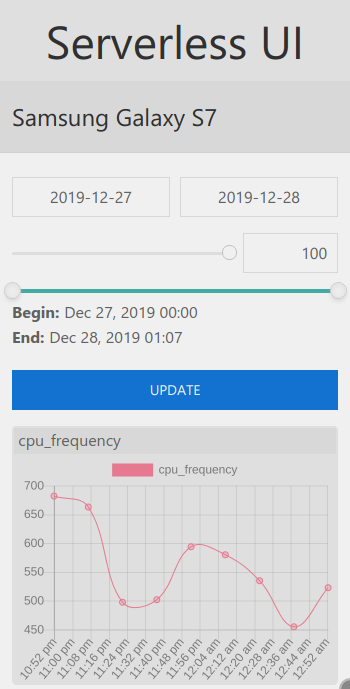 Serverless UI
Samsung Galaxy S7
2019-12-27 2019-12-28
100
Begin: Dec 27, 2019 00:00
End: Dec 28, 2019 01:07
UPDATE
cpu_frequency
cpu_frequency
700
650
600
550
500
450
10:52 pm
11:00 pm
11:08 pm
11:16 pm
11:24 pm
11:32 pm
11:40 pm
11:48 pm
11:56 pm
12:04 am
12:12 am
12:20 am
12:28 am
12:36 am
12:44 am
12:52 am